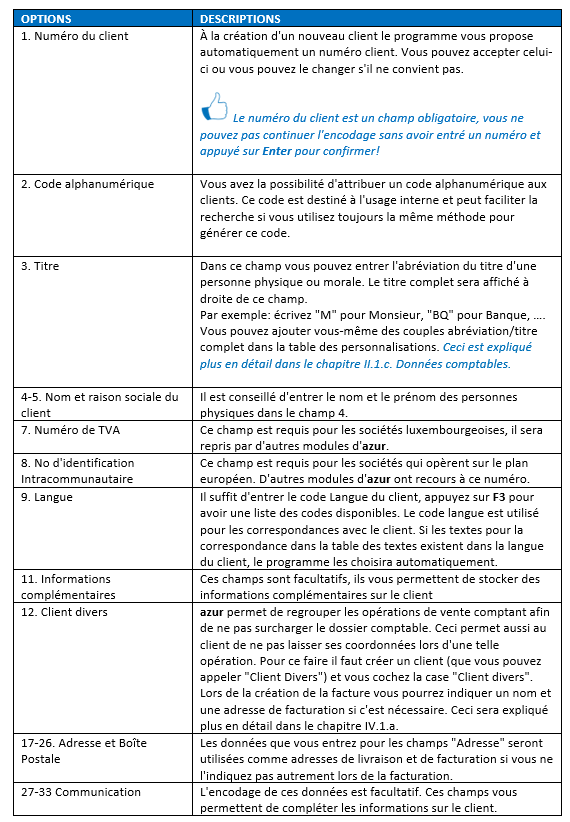 OPTIONS
DESCRIPTIONS
1. Numéro du client
À la création d'un nouveau client le programme vous propose
automatiquement un numéro client. Vous pouvez accepter celui-
ci ou vous pouvez le changer s'il ne convient pas.
Le numéro du client est un champ obligatoire, vous ne
pouvez pas continuer l'encodage sans avoir entré un numéro et
appuyé sur Enter pour confirmer!
2. Code alphanumérique
Vous avez la possibilité d'attribuer un code alphanumérique aux
clients. Ce code est destiné à l'usage interne et peut faciliter la
recherche si vous utilisez toujours la même méthode pour
générer ce code.
3. Titre
Dans ce champ vous pouvez entrer l'abréviation du titre d'une
personne physique ou morale. Le titre complet sera affiché à
droite de ce champ.
Par exemple: écrivez "M" pour Monsieur, "BQ" pour Banque, ....
Vous pouvez ajouter vous-même des couples abréviation/titre
complet dans la table des personnalisations. Ceci est expliqué
plus en détail dans le chapitre II.1.c. Données comptables.
4-5. Nom et raison sociale du
client
Il est conseillé d'entrer le nom et le prénom des personnes
physiques dans le champ 4.
7. Numéro de TVA
Ce champ est requis pour les sociétés luxembourgeoises, il sera
repris par d'autres modules d'azur.
8. No d'identification
Intracommunautaire
Ce champ est requis pour les sociétés qui opèrent sur le plan
européen. D'autres modules d'azur ont recours à ce numéro.
9. Langue
Il suffit d'entrer le code Langue du client, appuyez sur F3 pour
avoir une liste des codes disponibles. Le code langue est utilisé
pour les correspondances avec le client. Si les textes pour la
correspondance dans la table des textes existent dans la langue
du client, le programme les choisira automatiquement.
11. Informations
complémentaires
Ces champs sont facultatifs, ils vous permettent de stocker des
informations complémentaires sur le client
12. Client divers
azur permet de regrouper les opérations de vente comptant afin
de ne pas surcharger le dossier comptable. Ceci permet aussi au
client de ne pas laisser ses coordonnées lors d'une telle
opération. Pour ce faire il faut créer un client (que vous pouvez
appeler "Client Divers") et vous cochez la case "Client divers".
Lors de la création de la facture vous pourrez indiquer un nom et
une adresse de facturation si c'est nécessaire. Ceci sera expliqué
plus en détail dans le chapitre IV.1.a.
17-26. Adresse et Boîte
Postale
Les données que vous entrez pour les champs "Adresse" seront
utilisées comme adresses de livraison et de facturation si vous ne
l'indiquez pas autrement lors de la facturation.
27-33 Communication
L'encodage de ces données est facultatif. Ces champs vous
permettent de compléter les informations sur le client.